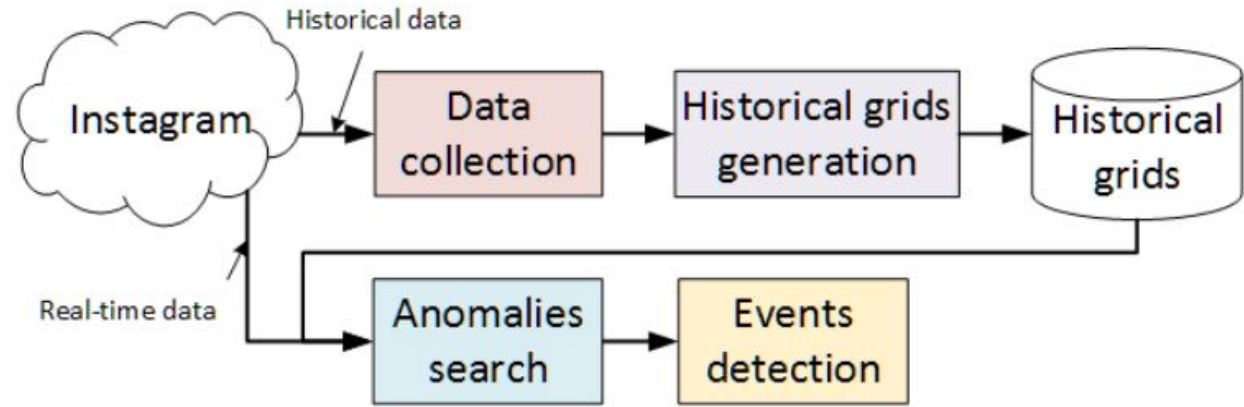 Historical data
Instagram
Data
collection
Historical grids
generation
Historical
grids
Real-time data
Anomalies
search
Events
detection